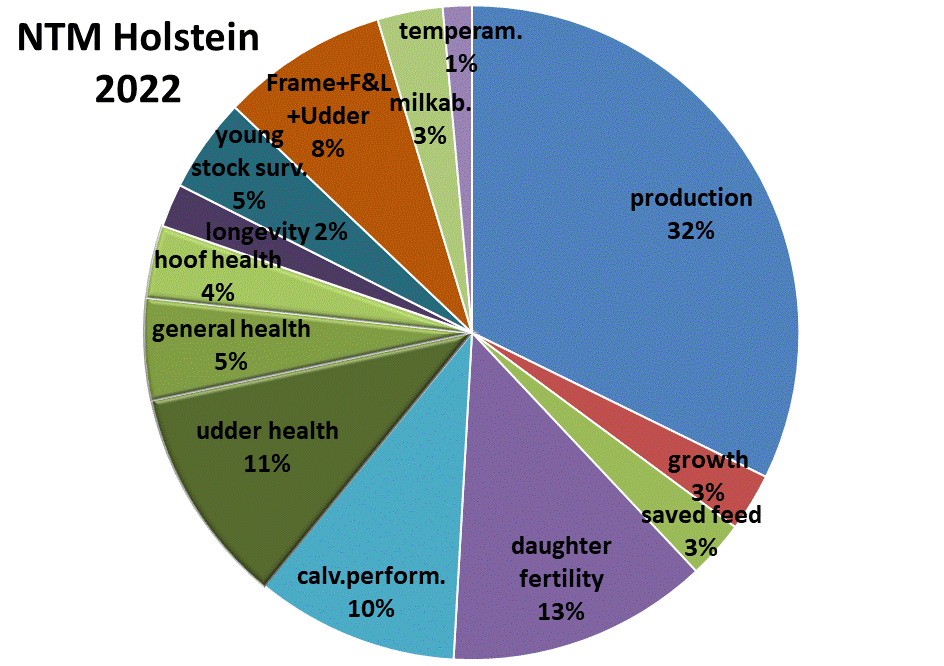 NTM Holstein
2022
temperam.
1%
production
32%
growth
3%
saved feed
3%
daughter
fertility
13%
calv.perform.
10%
udder health
11%
general health
5%
hoof health
4%
longevity 2%
young
stock surv.
5%
Frame+F&L
+Udder
8%
milkab.
3%